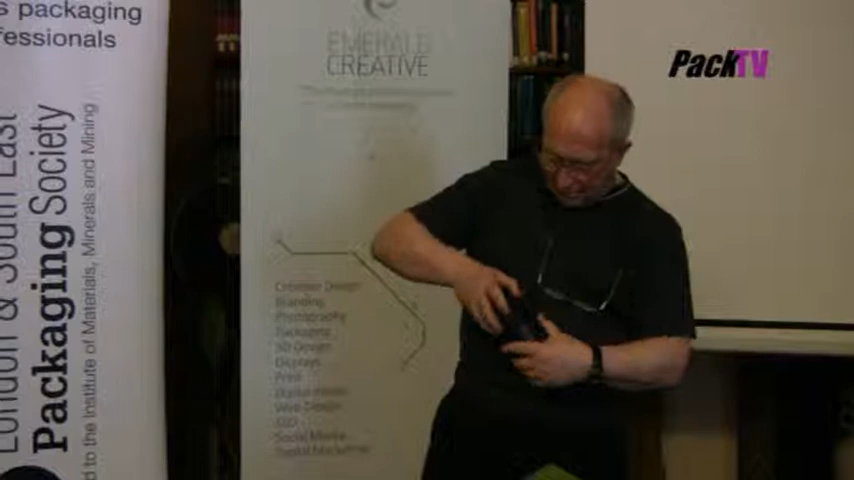 s packaging
fessionals
London & South East
Packaging Society
d to the Institute of Materials, Minerals and Mining
EMERALD
CREATIVE
Creative Design
Branding
Photography
Packaging
3D Design
Displays
Print
Web Design
SEO
Social Media
PackTV